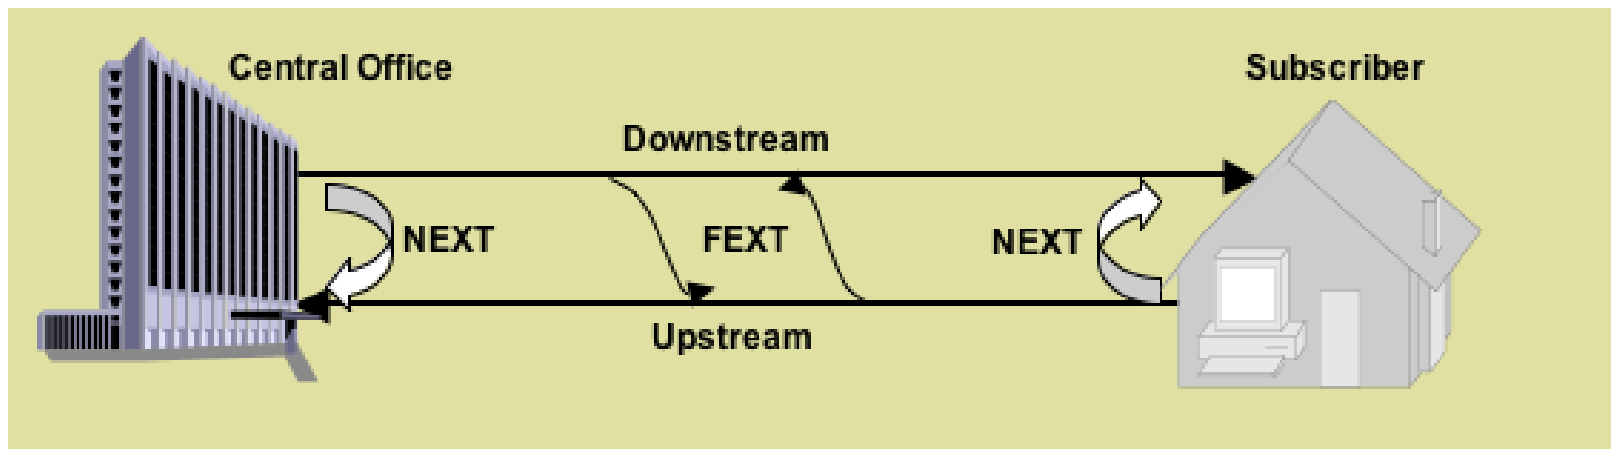 Central Office
Subscriber
Downstream
NEXT
FEXT
NEXT
Upstream